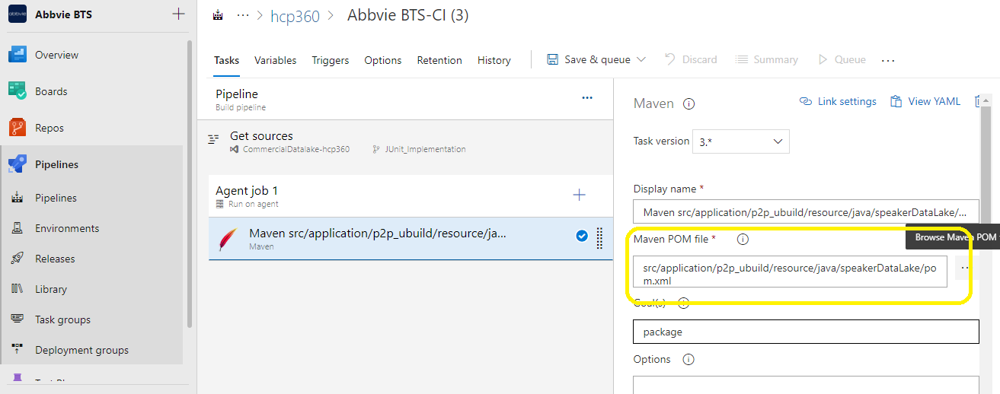 abbvie
Abbvie BTS
Overview
Boards
Repos
Pipelines
Pipelines
Environments
Releases
Library
Task groups
Deployment groups
··· > hcp360 > Abbvie BTS-CI (3)
Tasks Variables Triggers Options Retention History Save & queue Discard Summary Queue ···
Pipeline
Build pipeline
Get sources
CommercialDatalake-hcp360 JUnit_Implementation
Agent job 1
Run on agent
Maven src/application/p2p_ubuild/resource/ja...
Maven
Maven Link settings View YAML
Task version 3.*
Display name *
Maven src/application/p2p_ubuild/resource/java/speakerDataLake/...
Maven POM file * Browse Maven POM
src/application/p2p_ubuild/resource/java/speakerDataLake/po
m.xml
Goal(s)
package
Options